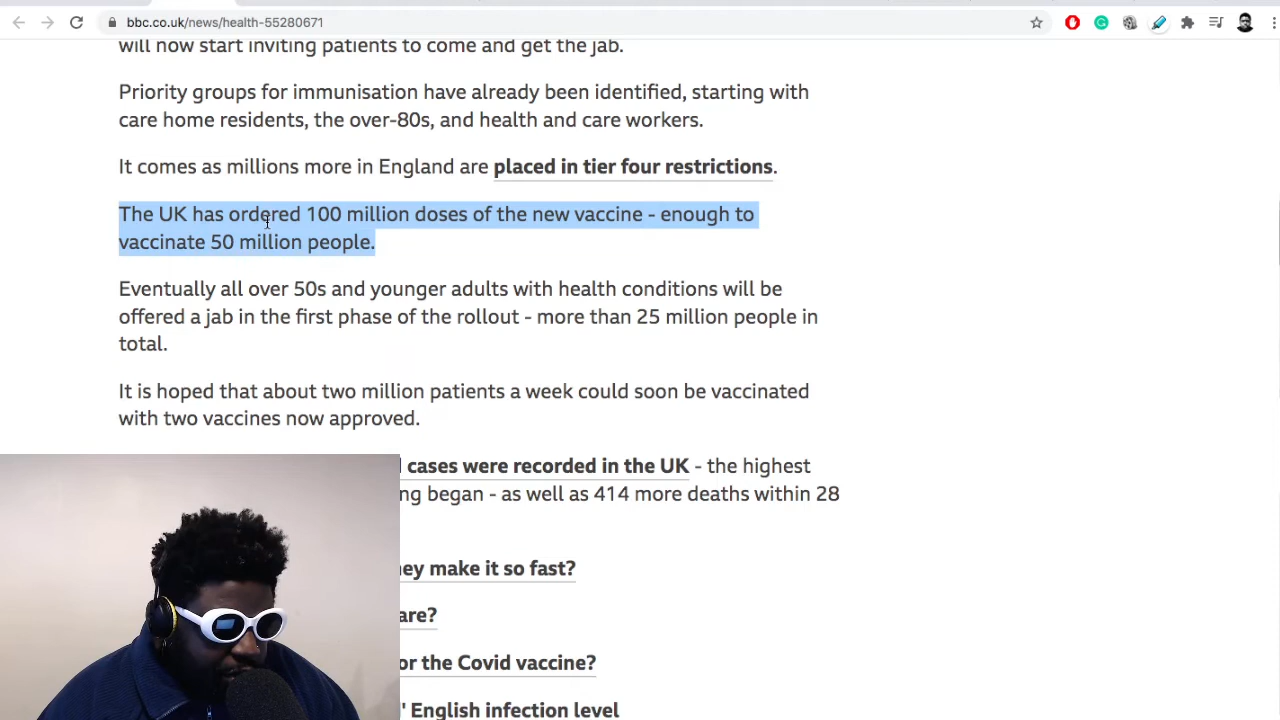 bbc.co.uk/news/health-55280671
will now start inviting patients to come and get the jab.
Priority groups for immunisation have already been identified, starting with
care home residents, the over-80s, and health and care workers.
It comes as millions more in England are placed in tier four restrictions.
The UK has ordered 100 million doses of the new vaccine - enough to
vaccinate 50 million people.
Eventually all over 50s and younger adults with health conditions will be
offered a jab in the first phase of the rollout - more than 25 million people in
total.
It is hoped that about two million patients a week could soon be vaccinated
with two vaccines now approved.
cases were recorded in the UK - the highest
ng began - as well as 414 more deaths within 28
ey make it so fast?
are?
or the Covid vaccine?
' English infection level